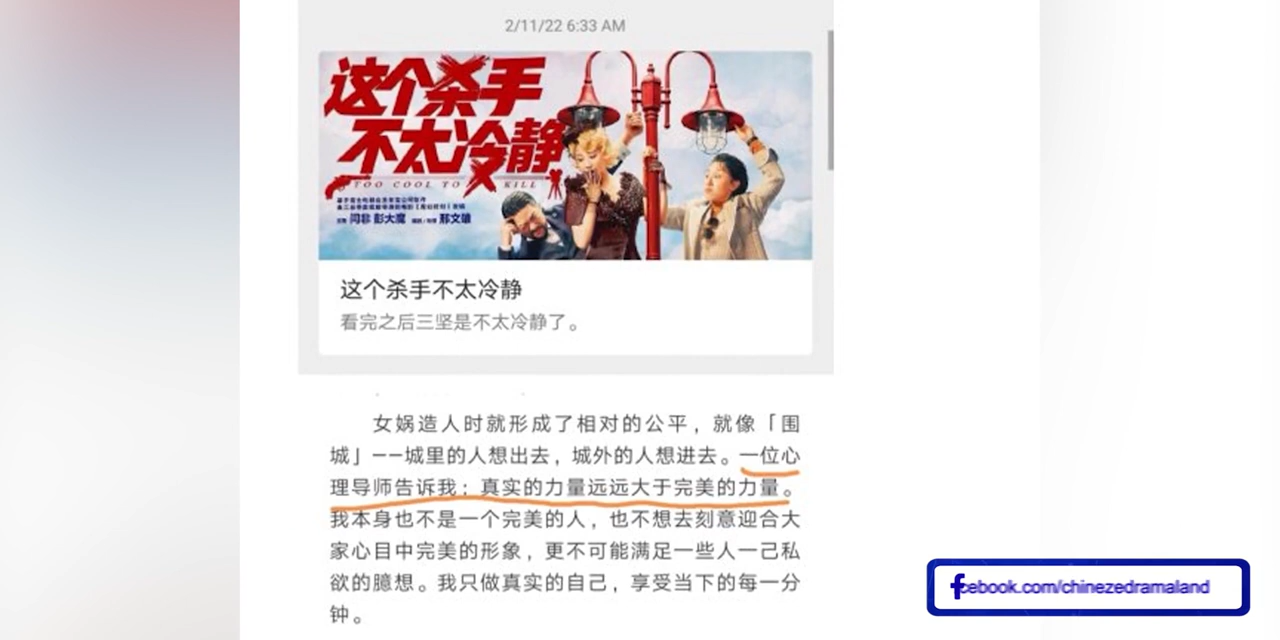 2/11/22 6:33 AM
这个杀手
不太冷静
TOO COOL TO KILL
闫非 彭大魔
邢文雄
这个杀手不太冷静
看完之后三坚是不太冷静了。
女娲造人时就形成了相对的公平，就像「围
城」——城里的人想出去，城外的人想进去。一位心
理导师告诉我：真实的力量远远大于完美的力量。
我本身也不是一个完美的人，也不想去刻意迎合大
家心目中完美的形象，更不可能满足一些人一己私
欲的臆想。我只做真实的自己，享受当下的每一分
钟。
cebook.com/chinezedramaland